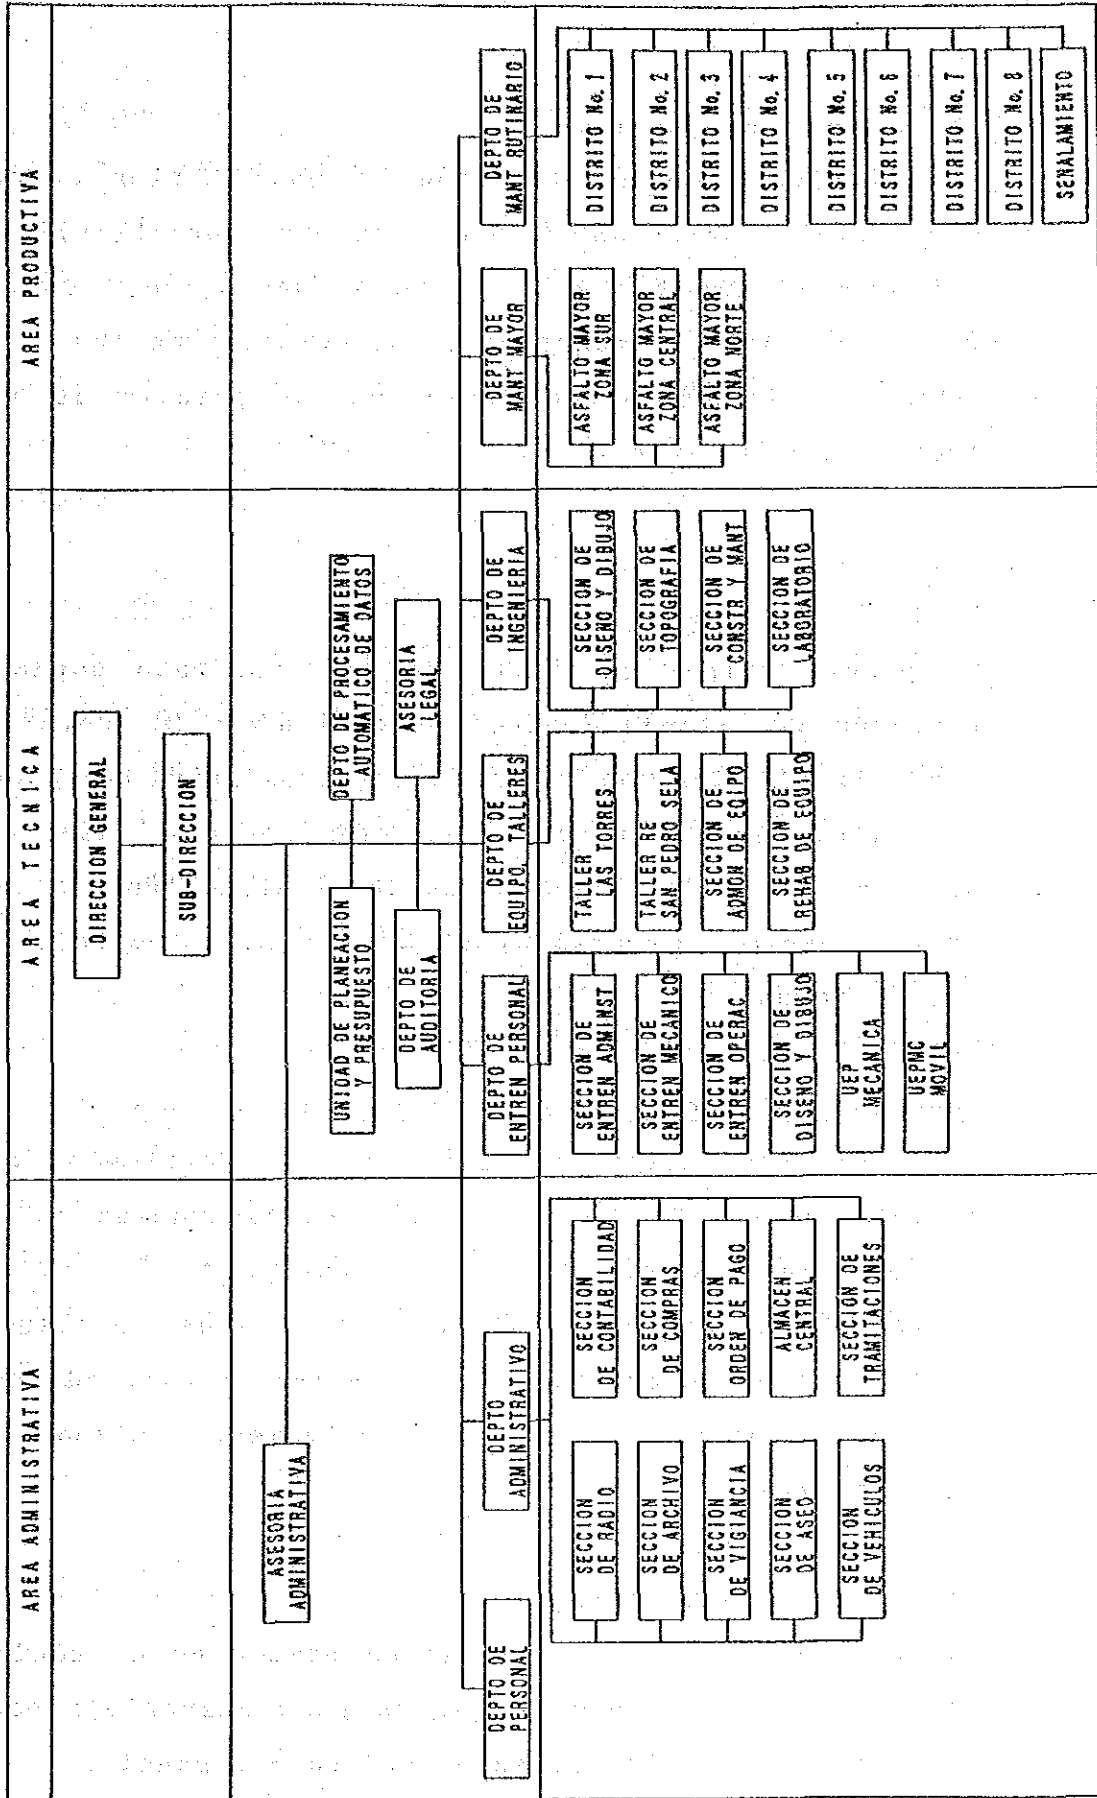 AREA ADMINISTRATIVA
AREA TECNICA
AREA PRODUCTIVA
DIRECCION GENERAL
SUB-DIRECCION
ASESORIA
ADMINISTRATIVA
UNIDAD DE PLANEACION
Y PRESUPUESTO
DEPTO DE PROCESAMIENTO
AUTOMATICO DE DATOS
DEPTO DE
AUDITORIA
ASESORIA
LEGAL
DEPTO DE
PERSONAL
DEPTO
ADMINISTRATIVO
DEPTO DE
ENTREN PERSONAL
DEPTO DE
EQUIPO, TALLERES
DEPTO DE
INGENIERIA
DEPTO DE
MANT MAYOR
DEPTO DE
MANT RUTINÁRIO
SECCION
DE RADIO
SECCION
DE ARCHIVO
SECCION
DE VIGIANCIA
SECCION
DE ASEO
SECCION
DE VEHICULOS
SECCION
DE CONTABILIDAD
SECCION
DE COMPRAS
SECCION
ORDEN DE PAGO
ALMACEN
CENTRAL
SECCION DE
TRAMITACIONES
SECCION DE
ENTREN ADMINST
SECCION DE
ENTREN MECANICO
SECCION DE
ENTREN OPERAC
SECCION DE
DISENO Y DIBUJO
UEP
MECANICA
UEPMC
MOVIL
TALLER
LAS TORRES
TALLER RE
SAN PEDRO SELA
SECCION DE
ADMON DE EQIPO
SECCION DE
REHAB DE EQUIPO
SECCION DE
DISENO Y DIBUJO
SECCION DE
TOPOGRAFIA
SECCION DE
CONSTR Y MANT
SECCION DE
LABORATORIO
ASFALTO MAYOR
ZONA SUR
ASFALTO MAYOR
ZONA CENTRAL
ASFALTO MAYOR
ZONA NORTE
DISTRITO No. 1
DISTRITO No. 2
DISTRITO No. 3
DISTRITO No. 4
DISTRITO No. 5
DISTRITO No. 6
DISTRITO No. 7
DISTRITO No. 8
SENALAMIENTO